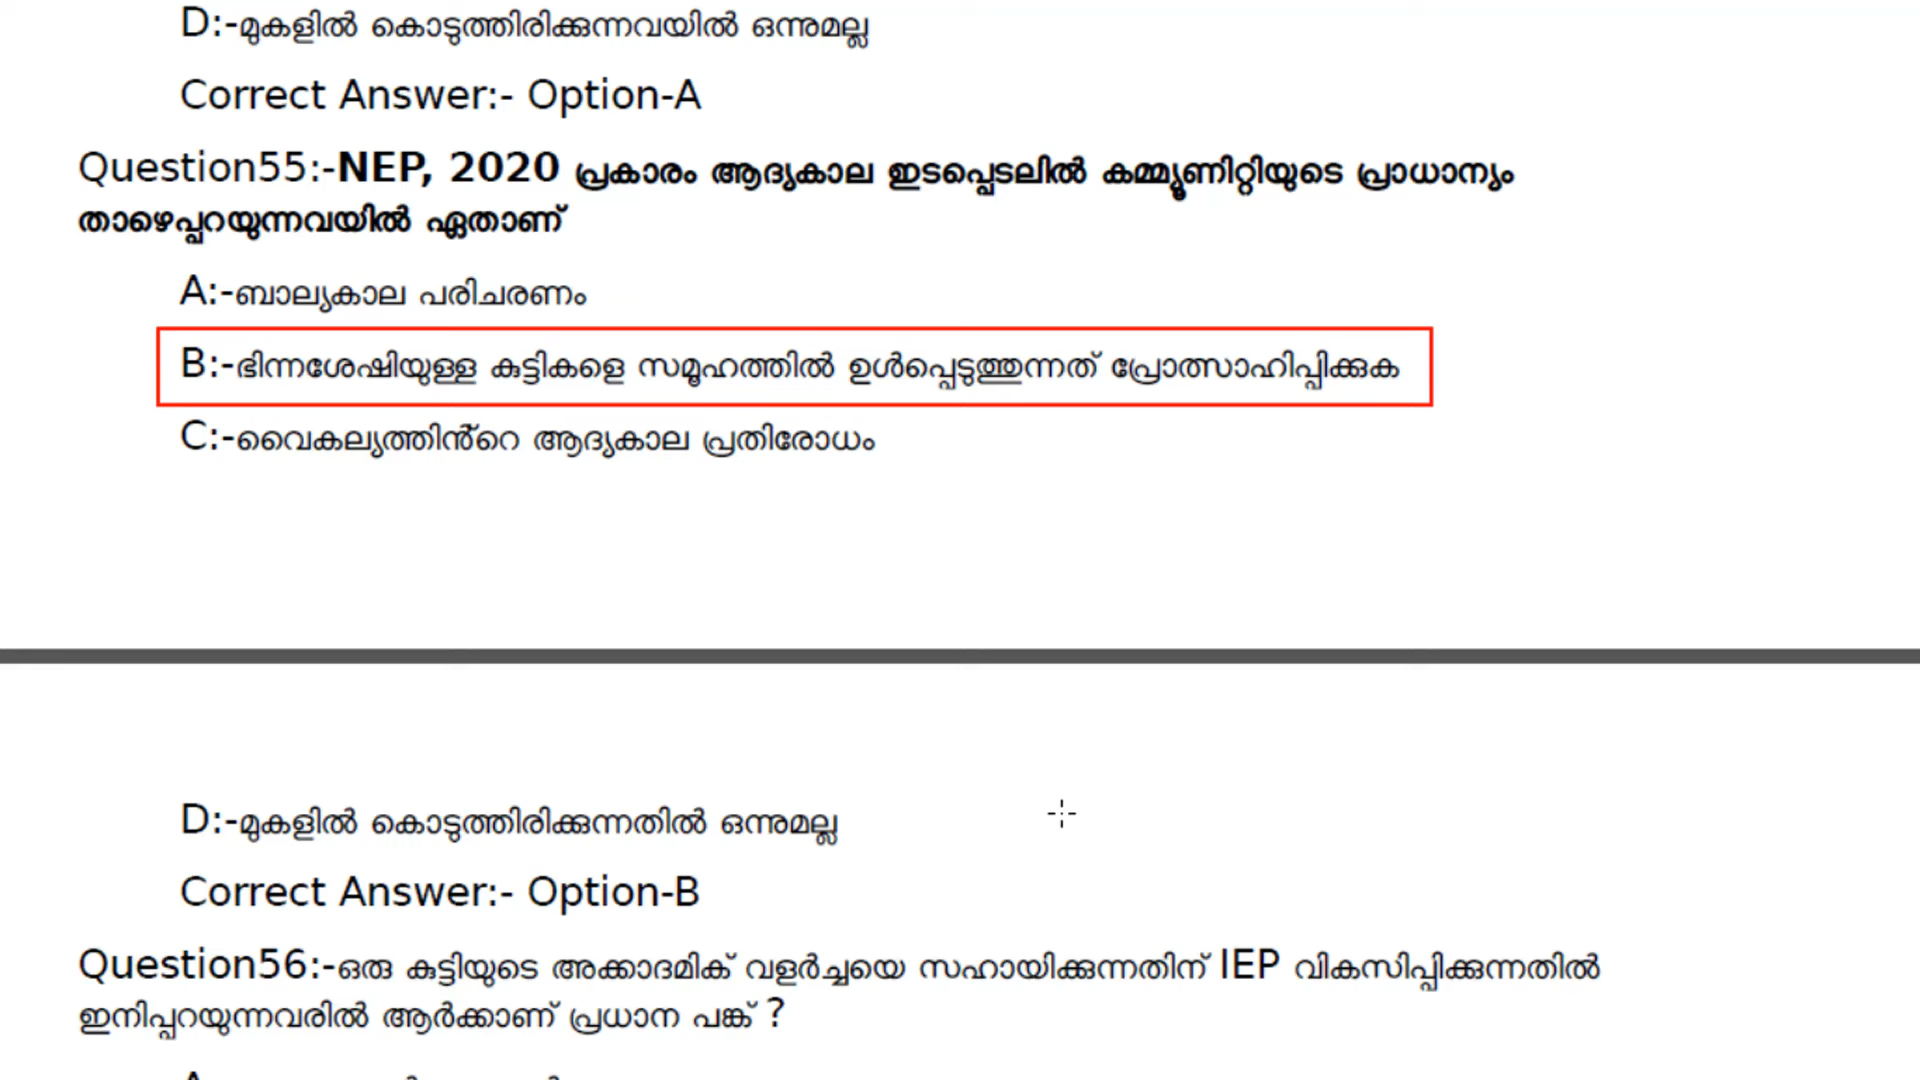 D:-മുകളിൽ കൊടുത്തിരിക്കുന്നവയിൽ ഒന്നുമല്ല
Correct Answer:- Option-A
Question55:-NEP, 2020 പ്രകാരം ആദ്യകാല ഇടപ്പെടലിൽ കമ്മ്യൂണിറ്റിയുടെ പ്രാധാന്യം
താഴെപ്പറയുന്നവയിൽ ഏതാണ്
A:-ബാല്യകാല പരിചരണം
B:-ഭിന്നശേഷിയുള്ള കുട്ടികളെ സമൂഹത്തിൽ ഉൾപ്പെടുത്തുന്നത് പ്രോത്സാഹിപ്പിക്കുക
C:-വൈകല്യത്തിൻ്റെ ആദ്യകാല പ്രതിരോധം
D:-മുകളിൽ കൊടുത്തിരിക്കുന്നതിൽ ഒന്നുമല്ല
Correct Answer:- Option-B
Question56:-ഒരു കുട്ടിയുടെ അക്കാദമിക് വളർച്ചയെ സഹായിക്കുന്നതിന് IEP വികസിപ്പിക്കുന്നതിൽ
ഇനിപ്പറയുന്നവരിൽ ആർക്കാണ് പ്രധാന പങ്ക് ?